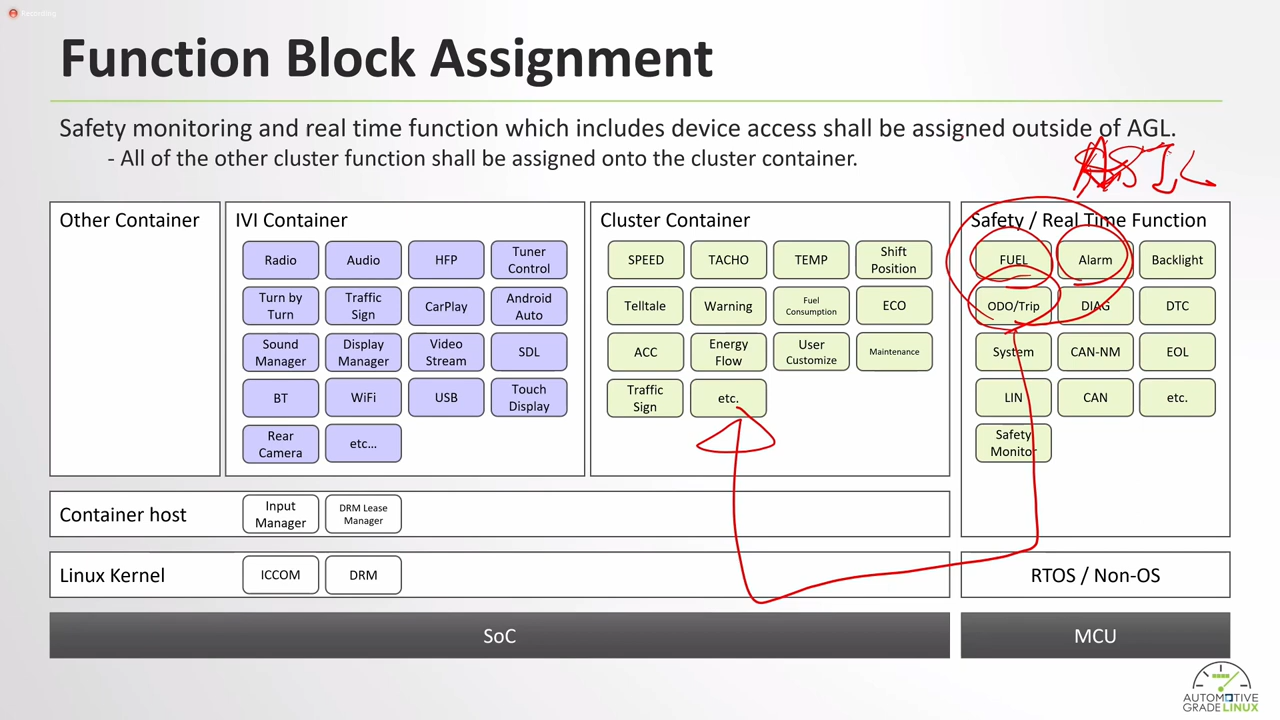 Recording
Function Block Assignment
Safety monitoring and real time function which includes device access shall be assigned outside of AGL.
- All of the other cluster function shall be assigned onto the cluster container.
ASIL
Other Container
IVI Container
Radio
Audio
HFP
Tuner
Control
Turn by
Turn
Traffic
Sign
CarPlay
Android
Auto
Sound
Manager
Display
Manager
Video
Stream
SDL
BT
WiFi
USB
Touch
Display
Rear
Camera
etc...
Cluster Container
SPEED
TACHO
TEMP
Shift
Position
Telltale
Warning
Fuel
Consumption
ECO
ACC
Energy
Flow
User
Customize
Maintenance
Traffic
Sign
etc.
Safety / Real Time Function
FUEL
Alarm
Backlight
ODO/Trip
DIAG
DTC
System
CAN-NM
EOL
LIN
CAN
etc.
Safety
Monitor
Container host
Input
Manager
DRM Lease
Manager
Linux Kernel
ICCOM
DRM
RTOS / Non-OS
SoC
MCU
AUTOMOTIVE
GRADE LINUX